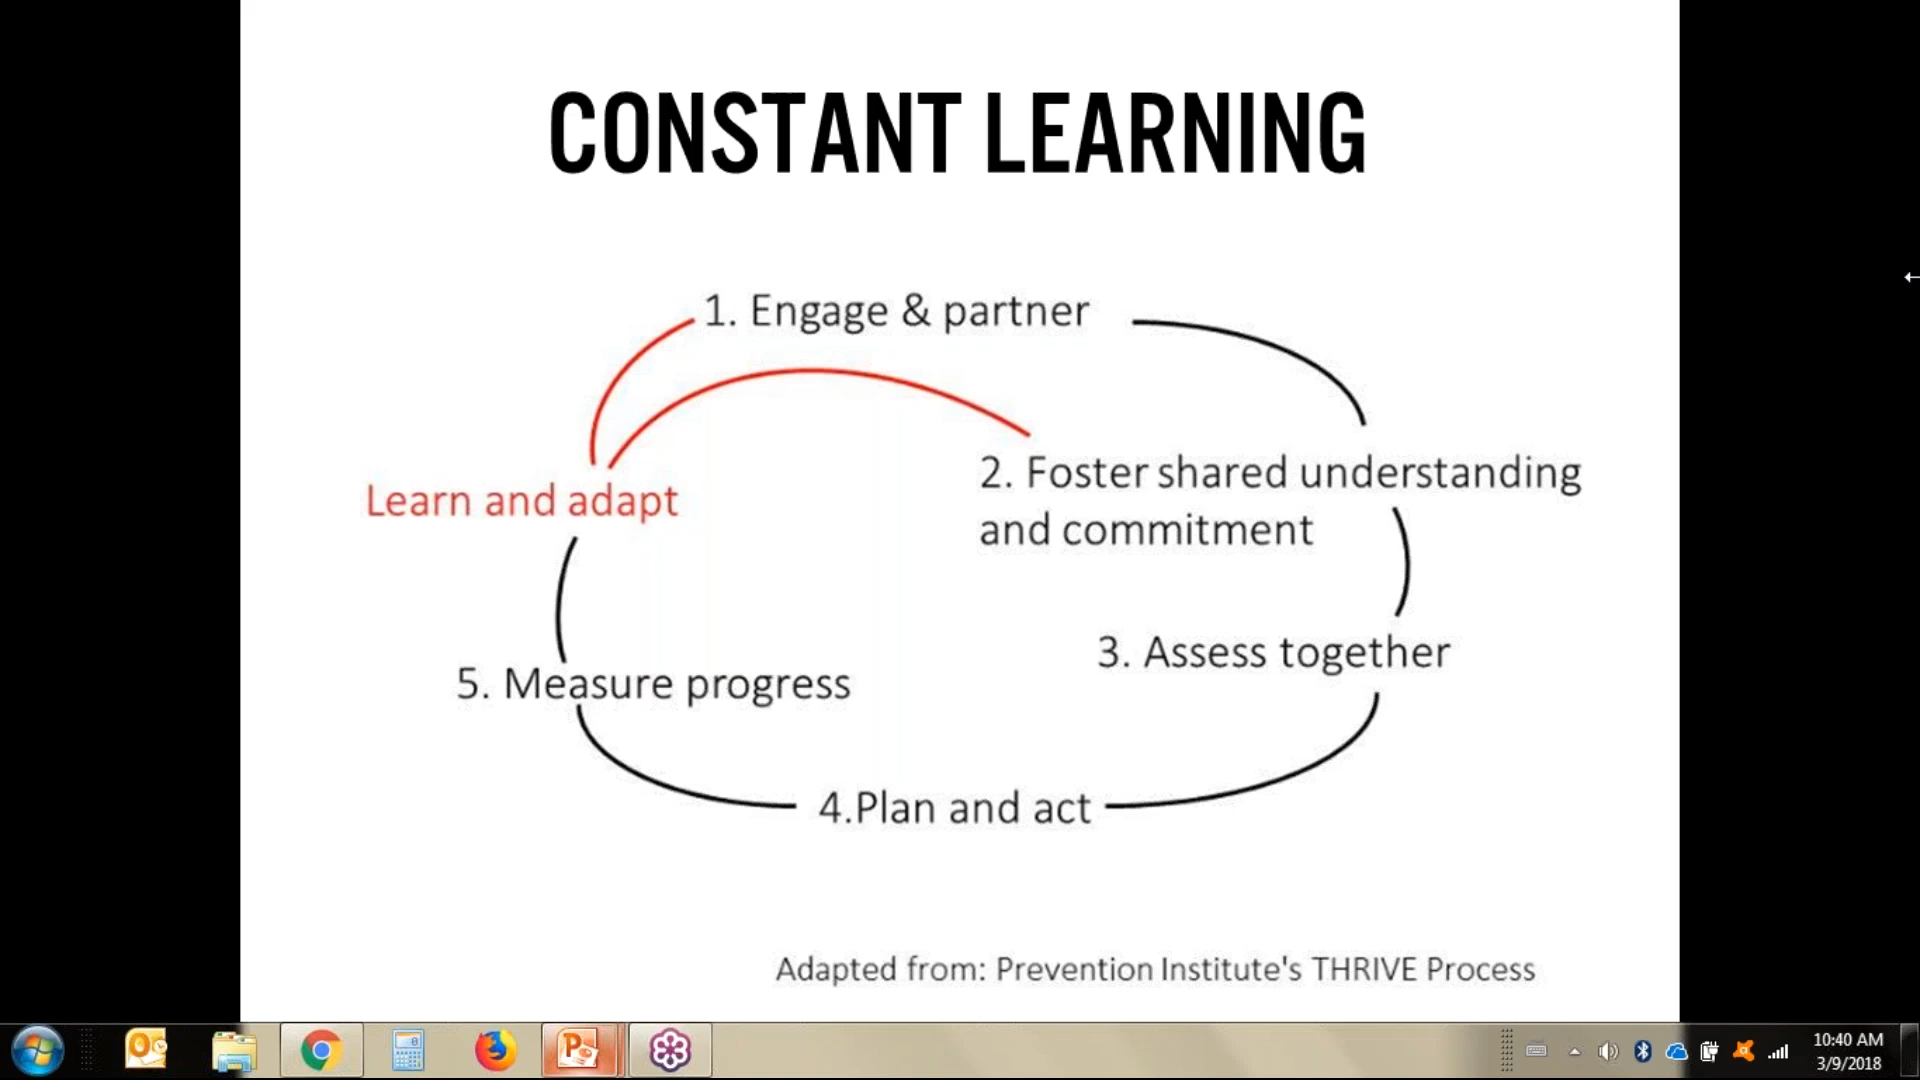 CONSTANT LEARNING
1. Engage & partner
Learn and adapt
2. Foster shared understanding
and commitment
3. Assess together
5. Measure progress
4.Plan and act
Adapted from: Prevention Institute's THRIVE Process
10:40 AM
3/9/2018